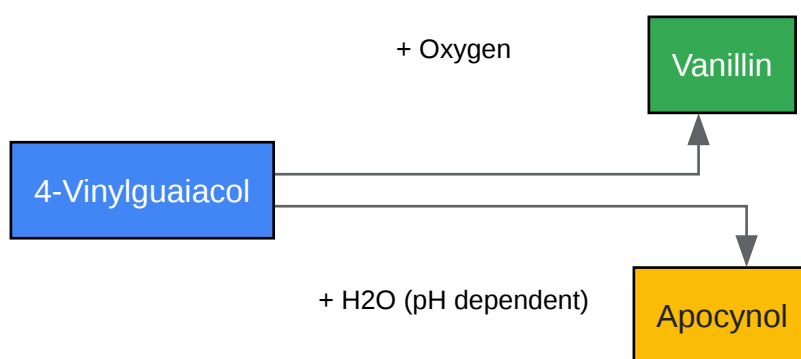 + Oxygen
Vanillin
4-Vinylguaiacol
+ H2O (pH dependent)
Apocynol